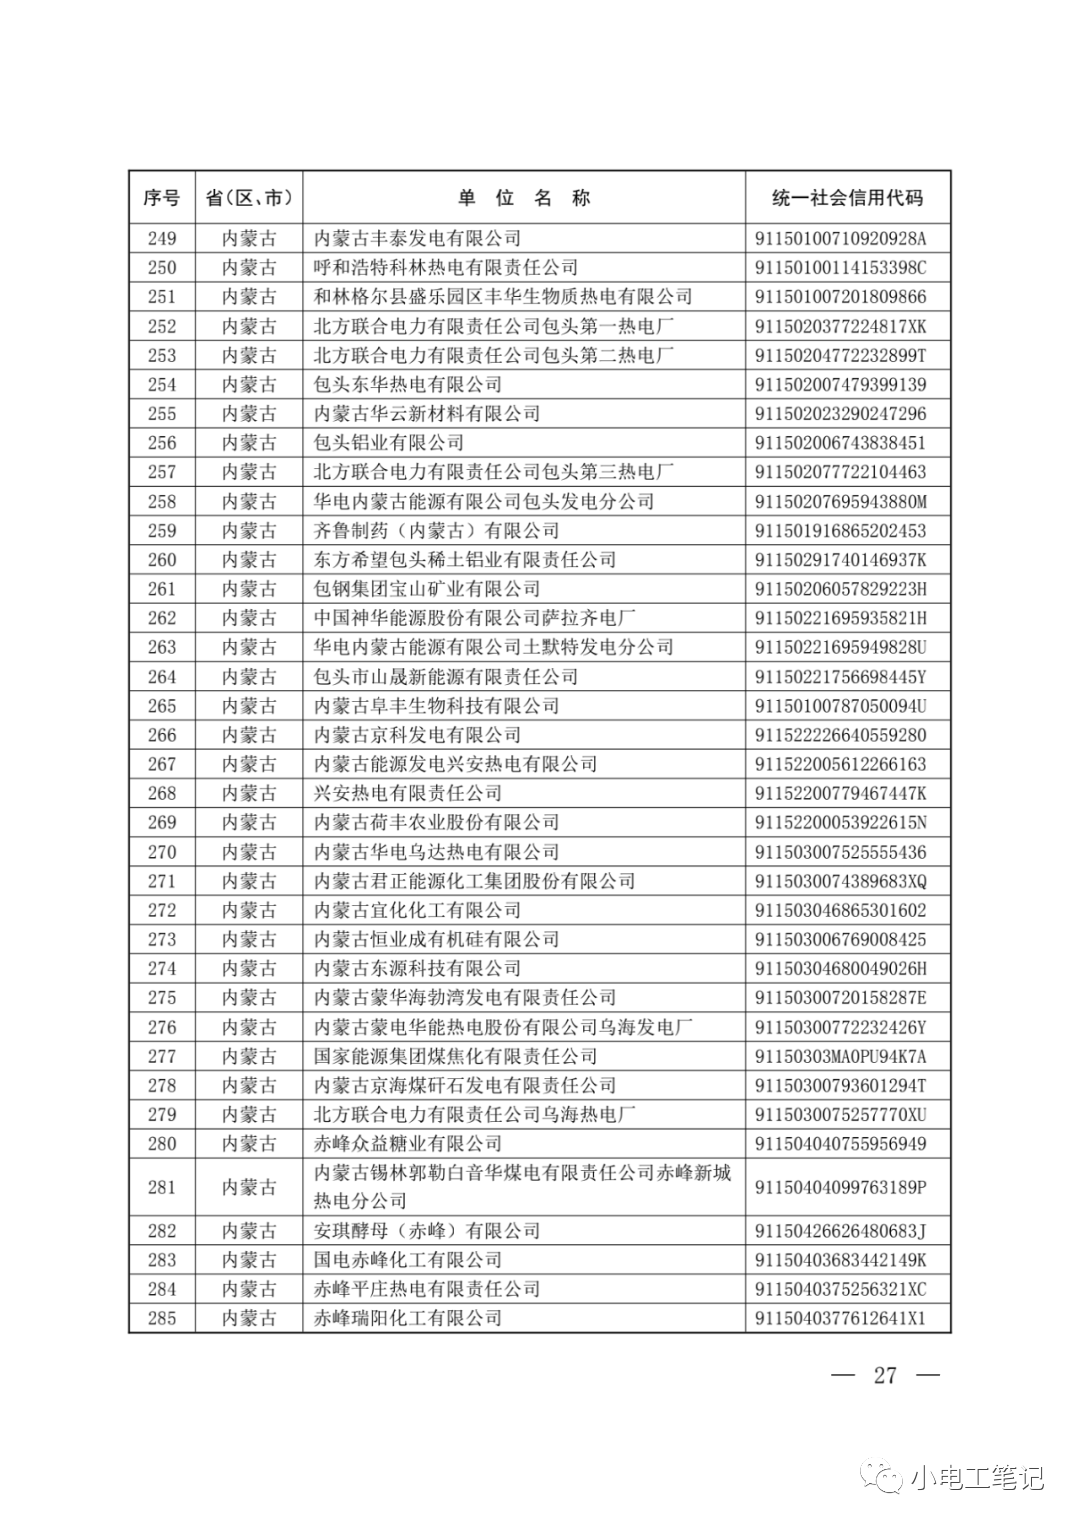 序号 省(区、市) 单位名称 统一社会信用代码
249 内蒙古 内蒙古丰泰发电有限公司 91150100710920928A
250 内蒙古 呼和浩特科林热电有限责任公司 91150100114153398C
251 内蒙古 和林格尔县盛乐园区丰华生物质热电有限公司 911501007201809866
252 内蒙古 北方联合电力有限责任公司包头第一热电厂 9115020377224817XK
253 内蒙古 北方联合电力有限责任公司包头第二热电厂 91150204772232899T
254 内蒙古 包头东华热电有限公司 911502007479399139
255 内蒙古 内蒙古华云新材料有限公司 911502023290247296
256 内蒙古 包头铝业有限公司 911502006743838451
257 内蒙古 北方联合电力有限责任公司包头第三热电厂 911502077722104463
258 内蒙古 华电内蒙古能源有限公司包头发电分公司 91150207695943880M
259 内蒙古 齐鲁制药（内蒙古）有限公司 911501916865202453
260 内蒙古 东方希望包头稀土铝业有限责任公司 91150291740146937K
261 内蒙古 包钢集团宝山矿业有限公司 91150206057829223H
262 内蒙古 中国神华能源股份有限公司萨拉齐电厂 91150221695935821H
263 内蒙古 华电内蒙古能源有限公司土默特发电分公司 91150221695949828U
264 内蒙古 包头市山晟新能源有限责任公司 91150221756698445Y
265 内蒙古 内蒙古阜丰生物科技有限公司 91150100787050094U
266 内蒙古 内蒙古京科发电有限公司 911522226640559280
267 内蒙古 内蒙古能源发电兴安热电有限公司 911522005612266163
268 内蒙古 兴安热电有限责任公司 91152200779467447K
269 内蒙古 内蒙古荷丰农业股份有限公司 91152200053922615N
270 内蒙古 内蒙古华电乌达热电有限公司 911503007525555436
271 内蒙古 内蒙古君正能源化工集团股份有限公司 9115030074389683XQ
272 内蒙古 内蒙古宜化化工有限公司 911503046865301602
273 内蒙古 内蒙古恒业成有机硅有限公司 911503006769008425
274 内蒙古 内蒙古东源科技有限公司 91150304680049026H
275 内蒙古 内蒙古蒙华海勃湾发电有限责任公司 91150300720158287E
276 内蒙古 内蒙古蒙电华能热电股份有限公司乌海发电厂 91150300772232426Y
277 内蒙古 国家能源集团煤焦化有限责任公司 91150303MA0PU94K7A
278 内蒙古 内蒙古京海煤矸石发电有限责任公司 91150300793601294T
279 内蒙古 北方联合电力有限责任公司乌海热电厂 9115030075257770XU
280 内蒙古 赤峰众益糖业有限公司 911504040755956949
281 内蒙古 内蒙古锡林郭勒白音华煤电有限责任公司赤峰新城 91150404099763189P
热电分公司
282 内蒙古 安琪酵母（赤峰）有限公司 91150426626480683J
283 内蒙古 国电赤峰化工有限公司 91150403683442149K
284 内蒙古 赤峰平庄热电有限责任公司 9115040375256321XC
285 内蒙古 赤峰瑞阳化工有限公司 9115040377612641X1
— 27 —
小电工笔记